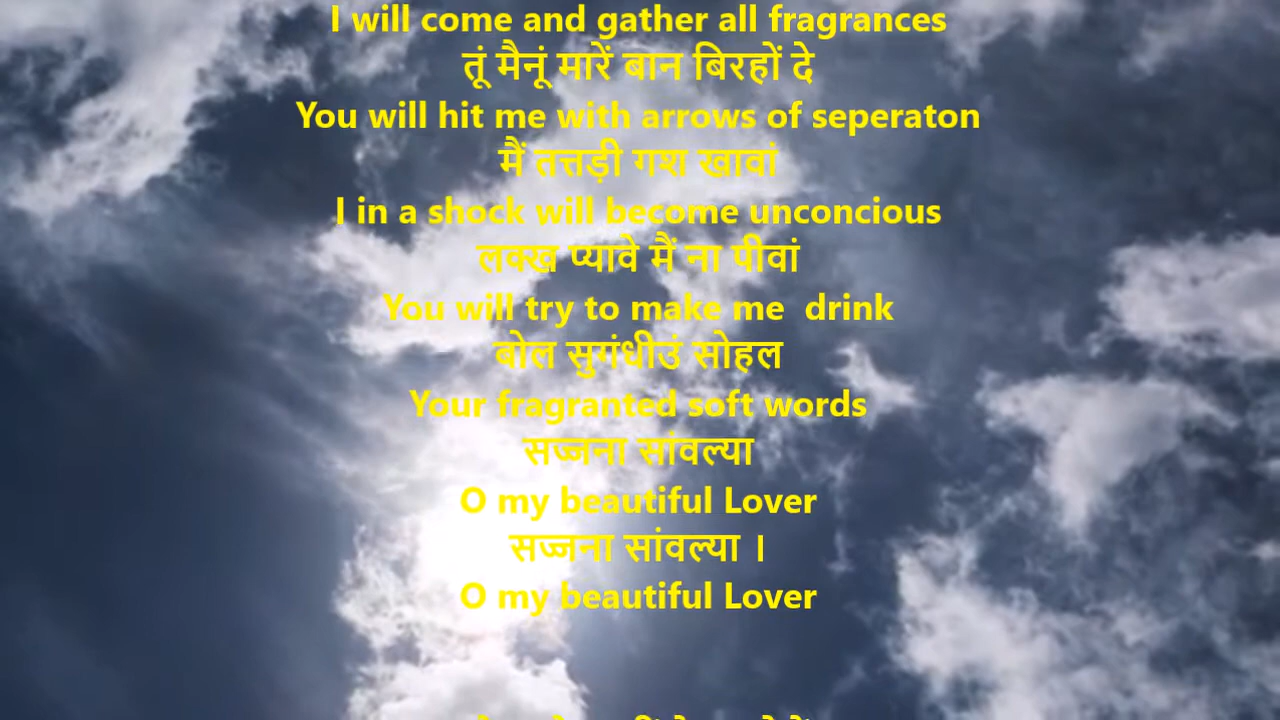 I will come and gather all fragrances
तूं मैनूं मारें बान बिरहों दे
You will hit me with arrows of seperaton
मैं तत्तड़ी गश खावां
I in a shock will become unconcious
लक्ख प्यावे मैं ना पीवां
You will try to make me  drink
बोल सुगंधीउं सोहल
Your fragranted soft words
सज्जना सांवल्या
O my beautiful Lover
सज्जना सांवल्या ।
O my beautiful Lover